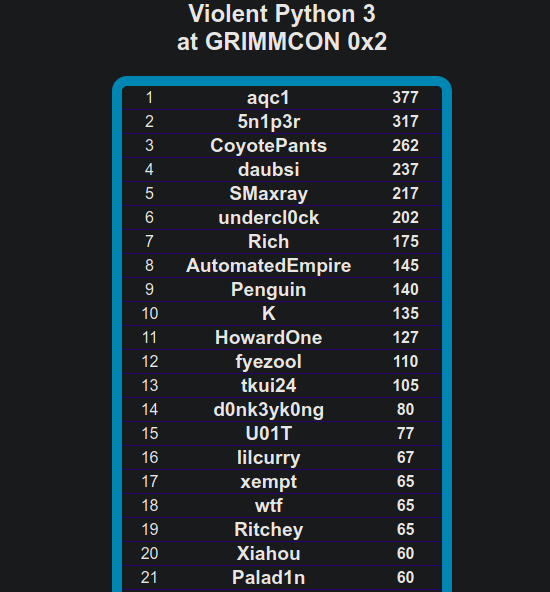 Violent Python 3
at GRIMMCON 0x2
1 aqc1 377
2 5n1p3r 317
3 CoyotePants 262
4 daubsi 237
5 SMaxray 217
6 undercl0ck 202
7 Rich 175
8 AutomatedEmpire 145
9 Penguin 140
10 K 135
11 HowardOne 127
12 fyezool 110
13 tkui24 105
14 d0nk3yk0ng 80
15 U01T 77
16 lilcurry 67
17 xempt 65
18 wtf 65
19 Ritchey 65
20 Xiahou 60
21 Palad1n 60